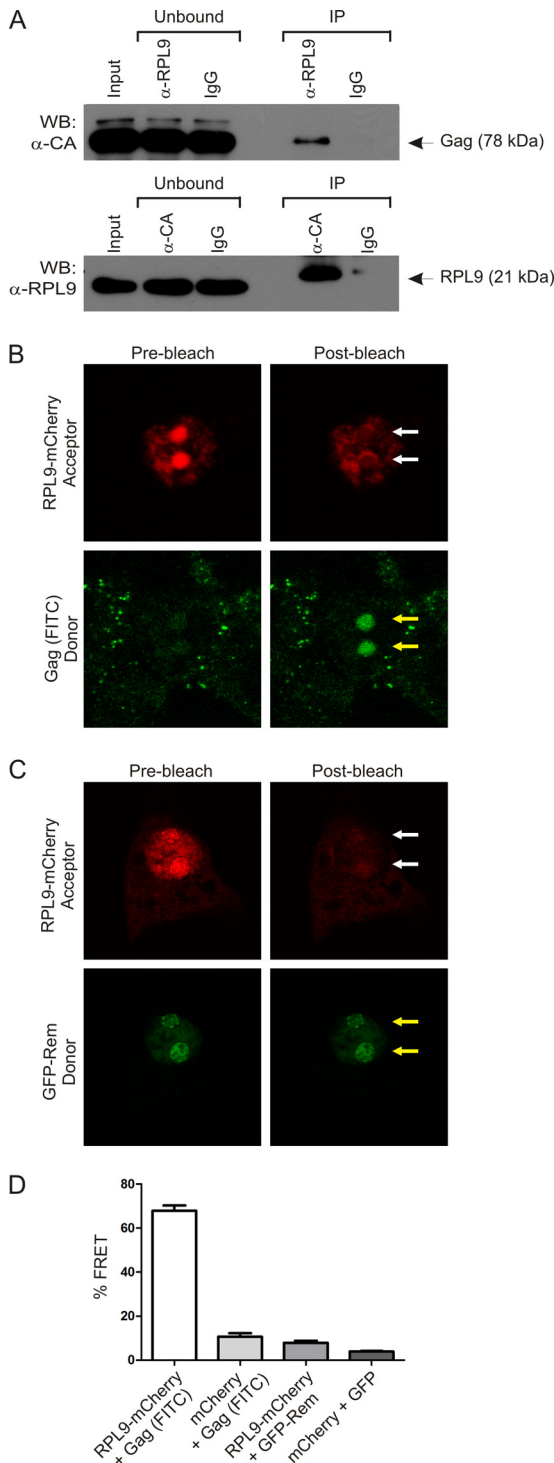 A
Unbound
IP
Input
α-RPL9
IgG
α-RPL9
IgG
WB:
α-CA
Gag (78 kDa)
Unbound
IP
Input
α-CA
IgG
α-CA
IgG
WB:
α-RPL9
RPL9 (21 kDa)
B
Pre-bleach
Post-bleach
RPL9-mCherry
Acceptor
Gag (FITC)
Donor
C
Pre-bleach
Post-bleach
RPL9-mCherry
Acceptor
GFP-Rem
Donor
D
% FRET
80
60
40
20
0
RPL9-mCherry
+ Gag (FITC)
mCherry
+ Gag (FITC)
RPL9-mCherry
+ GFP-Rem
mCherry + GFP